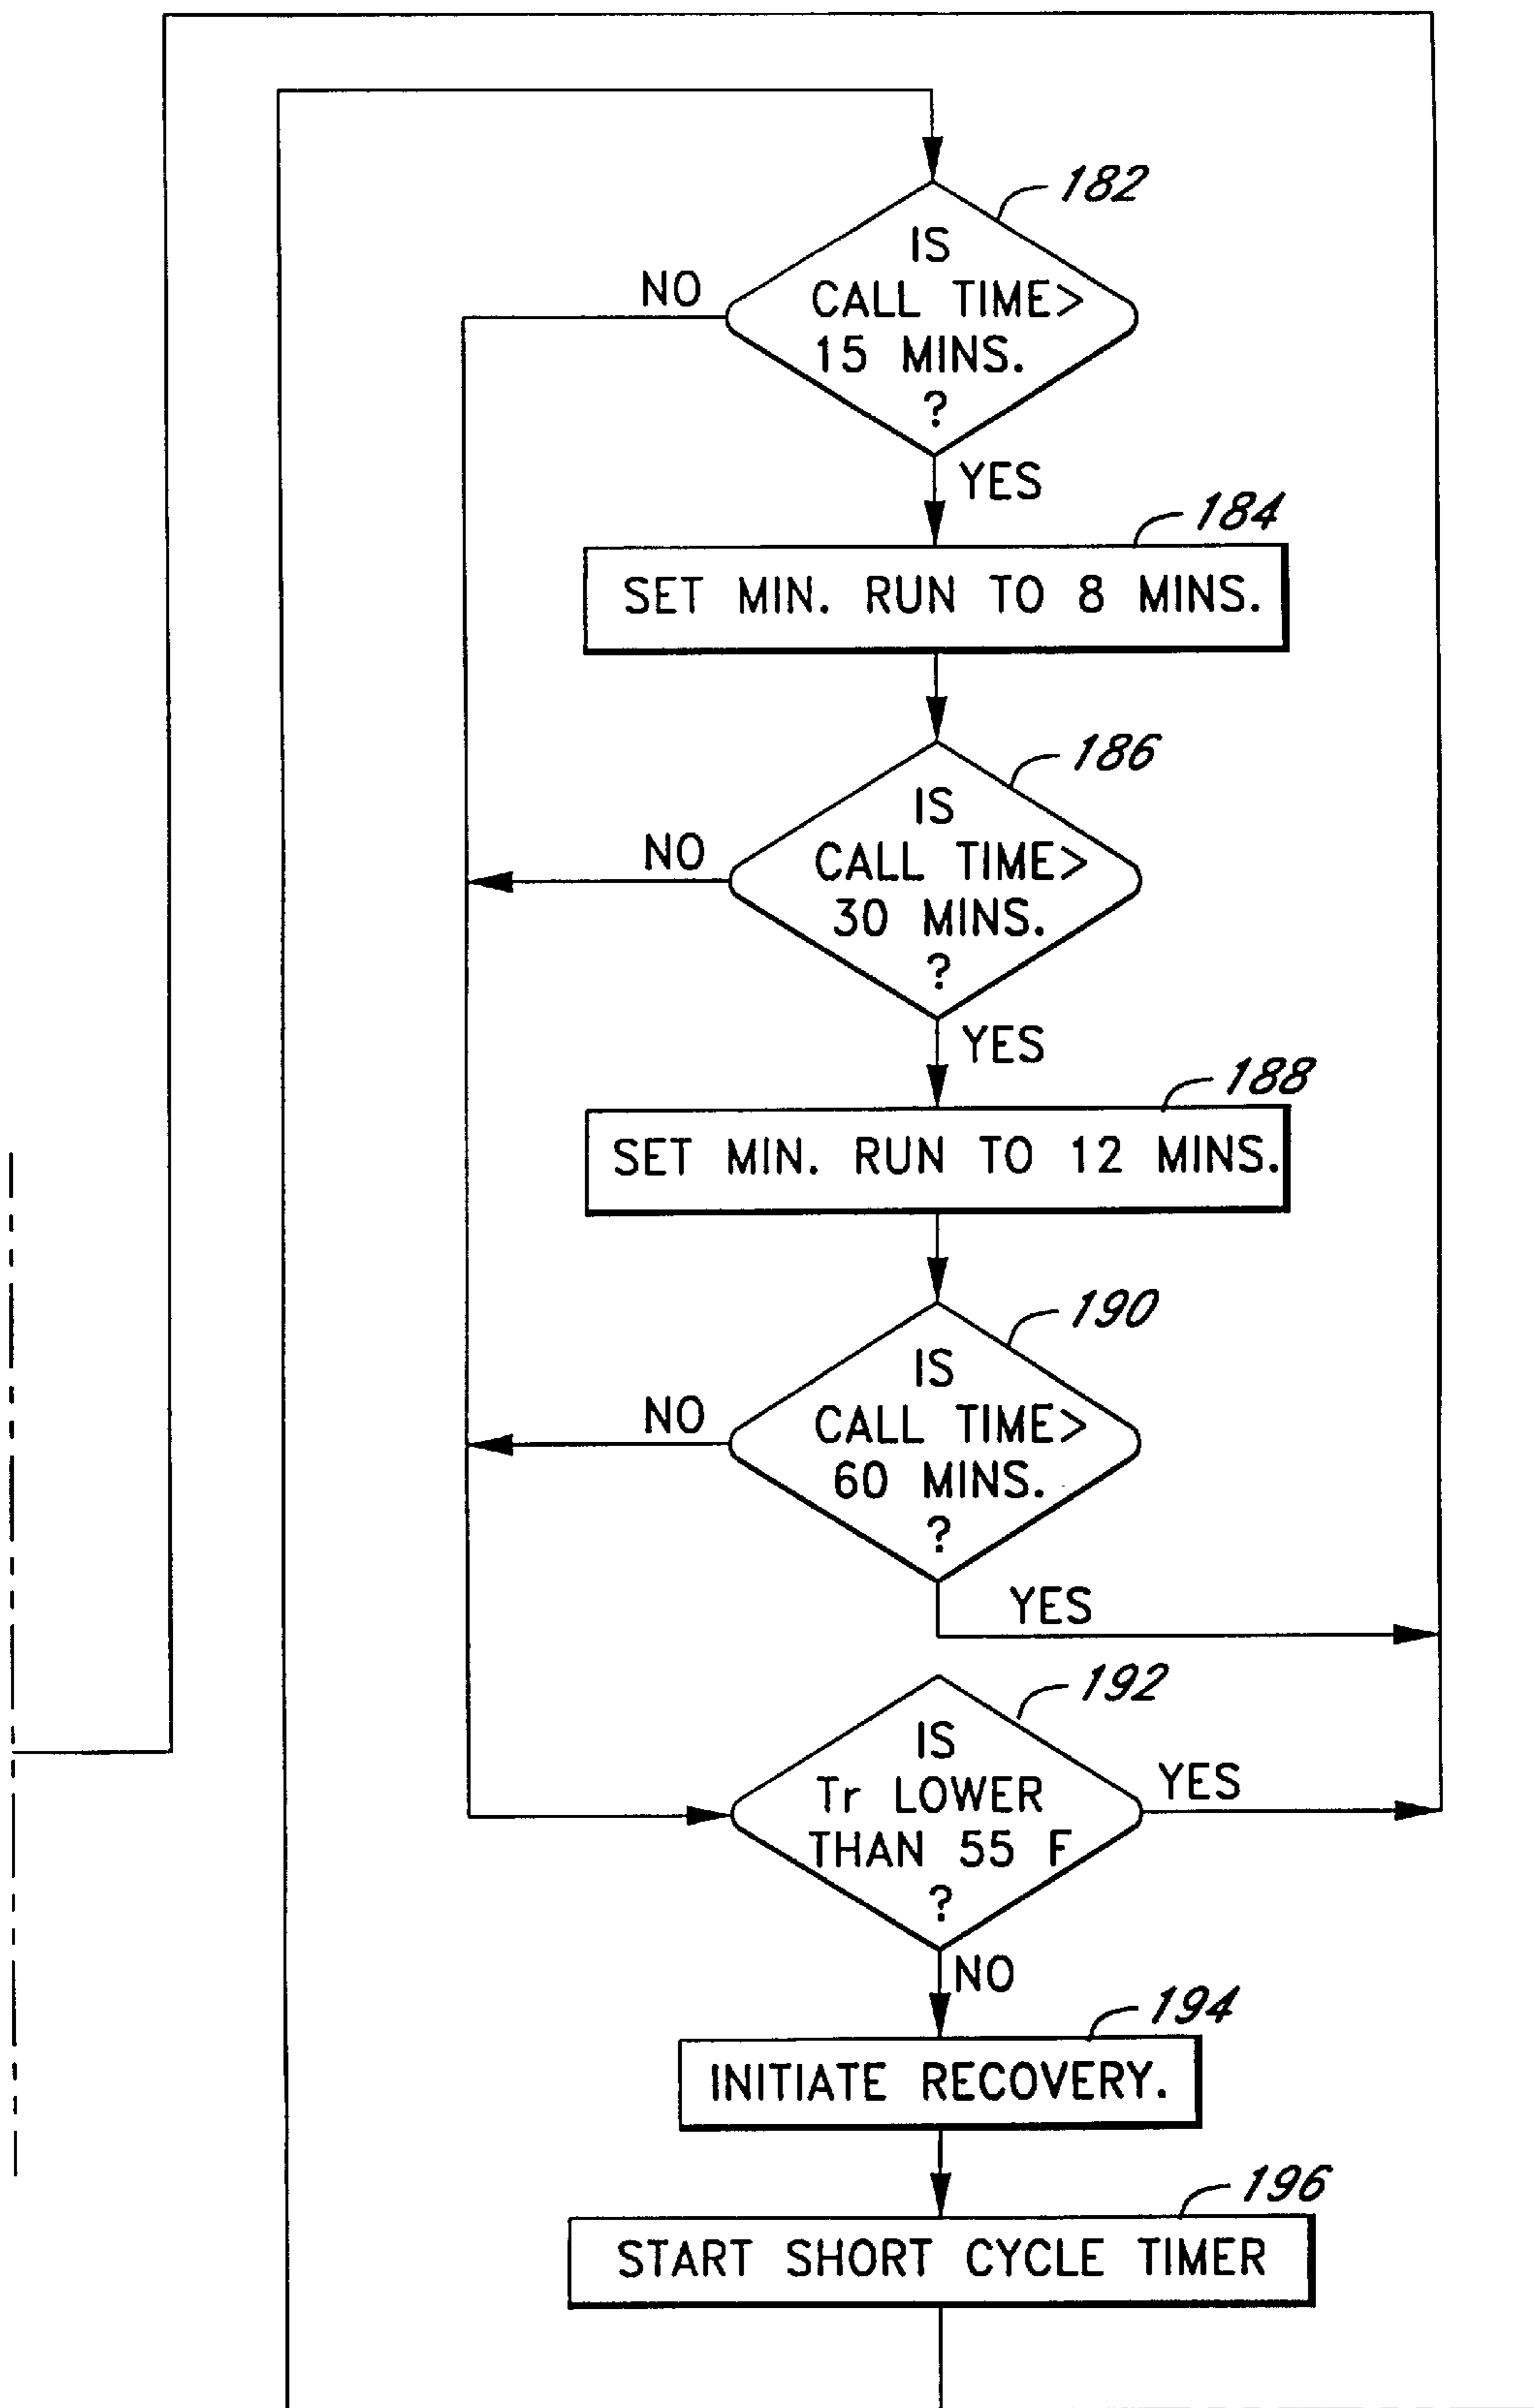 182
IS
CALL TIME>
15 MINS.
?
NO
YES
184
SET MIN. RUN TO 8 MINS.
186
IS
CALL TIME>
30 MINS.
?
NO
YES
188
SET MIN. RUN TO 12 MINS.
190
IS
CALL TIME>
60 MINS.
?
NO
YES
192
IS
Tr LOWER
THAN 55 F
?
YES
NO
194
INITIATE RECOVERY.
196
START SHORT CYCLE TIMER